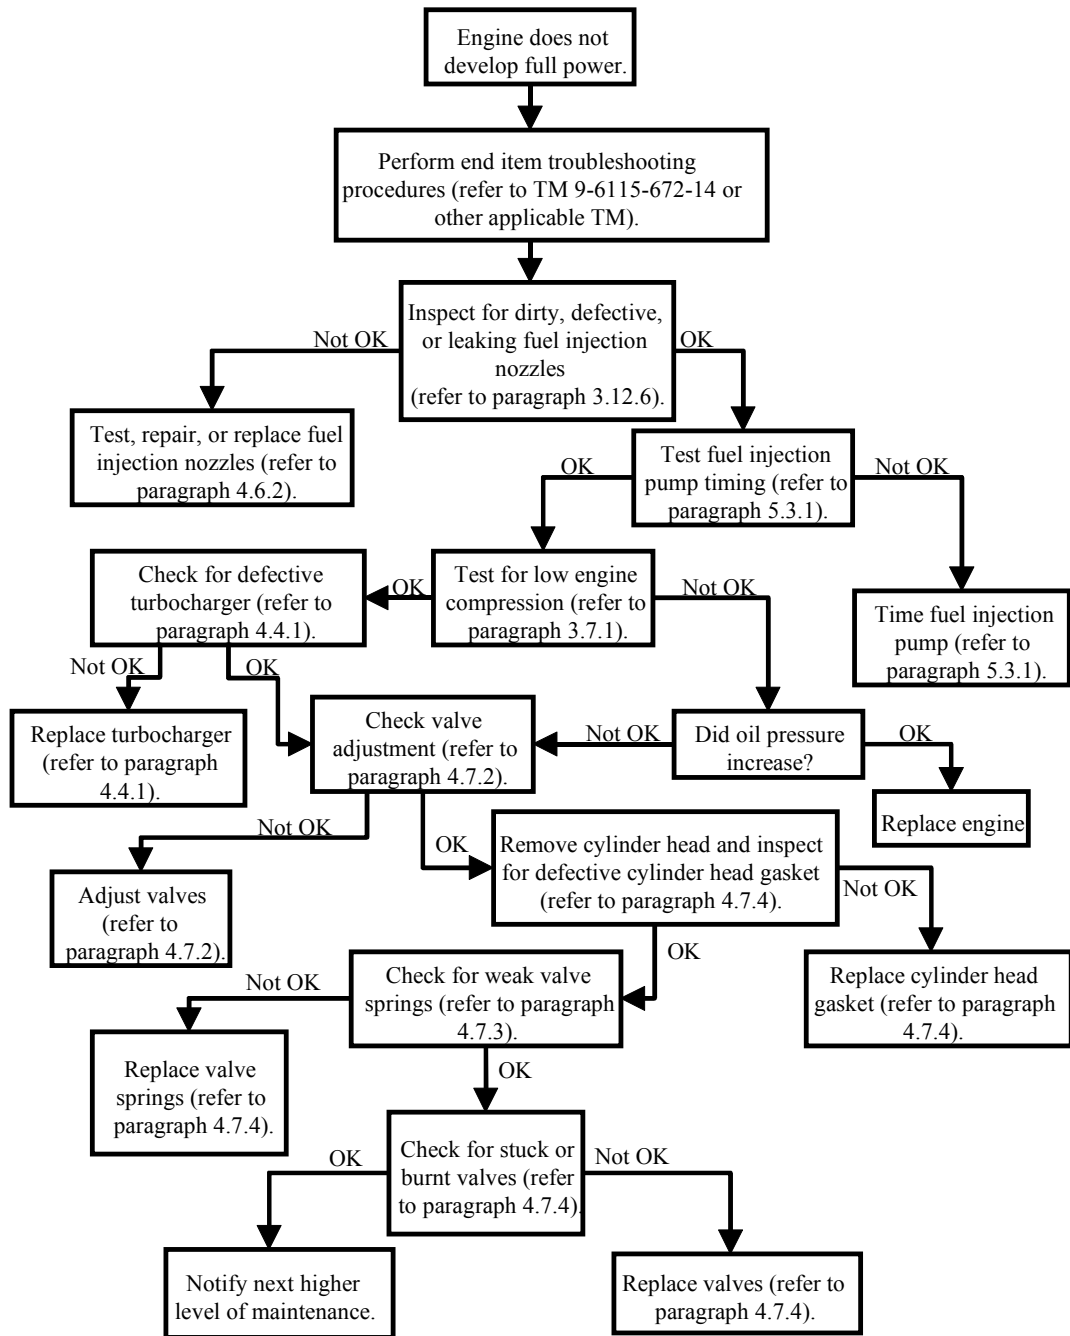 Engine does not
develop full power.
Perform end item troubleshooting
procedures (refer to TM 9-6115-672-14 or
other applicable TM).
Inspect for dirty, defective,
or leaking fuel injection
nozzles
(refer to paragraph 3.12.6).
Not OK
OK
Test, repair, or replace fuel
injection nozzles (refer to
paragraph 4.6.2).
Test fuel injection
pump timing (refer to
paragraph 5.3.1).
OK
Not OK
Check for defective
turbocharger (refer to
paragraph 4.4.1).
OK
Test for low engine
compression (refer to
paragraph 3.7.1).
Not OK
Time fuel injection
pump (refer to
paragraph 5.3.1).
Not OK
OK
Replace turbocharger
(refer to paragraph
4.4.1).
Check valve
adjustment (refer to
paragraph 4.7.2).
Not OK
Did oil pressure
increase?
OK
Replace engine
Not OK
OK
Remove cylinder head and inspect
for defective cylinder head gasket
(refer to paragraph 4.7.4).
Not OK
Adjust valves
(refer to
paragraph 4.7.2).
OK
Check for weak valve
springs (refer to paragraph
4.7.3).
Not OK
Replace cylinder head
gasket (refer to paragraph
4.7.4).
Replace valve
springs (refer to
paragraph 4.7.4).
OK
Check for stuck or
burnt valves (refer
to paragraph 4.7.4).
OK
Not OK
Notify next higher
level of maintenance.
Replace valves (refer to
paragraph 4.7.4).